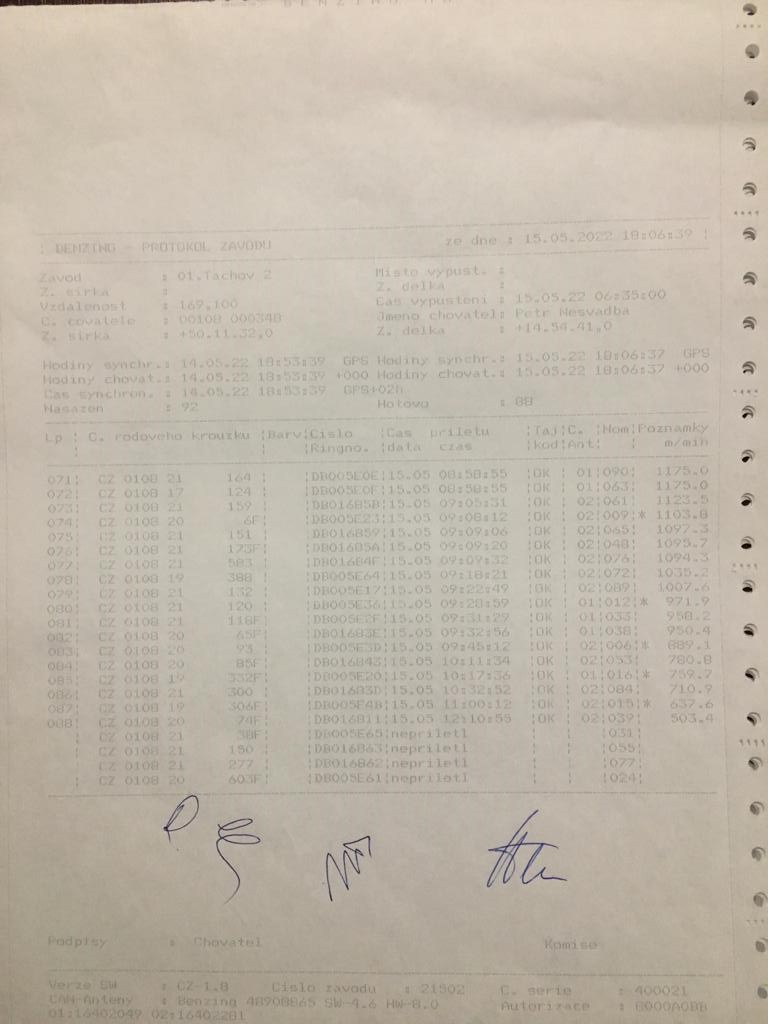 BENZING - PROTOKOL ZAVODU ze dne : 15.05.2022 18:06:39
Zavod : 01.Tachov 2 Misto vypust. :
Z. sirka : Z. delka :
Vzdalenost : 169,100 Cas vypusteni : 15.05.22 06:35:00
C. covatele : 00108 000348 Jmeno chovatel: Petr Nesvadba
Z. sirka : +50.11.32,0 Z. delka : +14.54.41,0
Hodiny synchr.: 14.05.22 18:53:39 GPS Hodiny synchr.: 15.05.22 18:06:37 GPS
Hodiny chovat.: 14.05.22 18:53:39 +000 Hodiny chovat.: 15.05.22 18:06:37 +000
Cas synchron. : 14.05.22 18:53:39 GPS+02h
Nasazen : 92 Hotovo : 88
Lp ¦ C. rodoveho krouzku ¦Barv¦Cislo ¦Cas priletu ¦Taj¦C. ¦Nom¦Poznamky
¦Ringno. ¦data czas ¦kod¦Ant¦ ¦ m/min
071¦ CZ 0108 21 164 ¦ ¦DB005E0E¦15.05 08:58:55 ¦OK ¦ 01¦090¦ 1175.0
072¦ CZ 0108 17 124 ¦ ¦DB005E0F¦15.05 08:58:55 ¦OK ¦ 01¦063¦ 1175.0
073¦ CZ 0108 21 159 ¦ ¦DB01685B¦15.05 09:05:31 ¦OK ¦ 02¦061¦ 1123.5
074¦ CZ 0108 20 6F¦ ¦DB005E23¦15.05 09:08:12 ¦OK ¦ 02¦009¦* 1103.8
075¦ CZ 0108 21 151 ¦ ¦DB016859¦15.05 09:09:06 ¦OK ¦ 02¦065¦ 1097.3
076¦ CZ 0108 21 173F¦ ¦DB01685A¦15.05 09:09:20 ¦OK ¦ 02¦048¦ 1095.7
077¦ CZ 0108 21 583 ¦ ¦DB01684F¦15.05 09:09:32 ¦OK ¦ 02¦076¦ 1094.3
078¦ CZ 0108 19 388 ¦ ¦DB005E64¦15.05 09:18:21 ¦OK ¦ 02¦072¦ 1035.2
079¦ CZ 0108 21 132 ¦ ¦DB005E17¦15.05 09:22:49 ¦OK ¦ 02¦089¦ 1007.6
080¦ CZ 0108 21 120 ¦ ¦DB005E36¦15.05 09:28:59 ¦OK ¦ 01¦012¦* 971.9
081¦ CZ 0108 21 118F¦ ¦DB005E2F¦15.05 09:31:29 ¦OK ¦ 01¦033¦ 958.2
082¦ CZ 0108 20 65F¦ ¦DB01683E¦15.05 09:32:56 ¦OK ¦ 01¦038¦ 950.4
083¦ CZ 0108 20 93 ¦ ¦DB005E3D¦15.05 09:45:12 ¦OK ¦ 02¦006¦* 889.1
084¦ CZ 0108 20 85F¦ ¦DB016843¦15.05 10:11:34 ¦OK ¦ 02¦053¦ 780.8
085¦ CZ 0108 19 332F¦ ¦DB005E20¦15.05 10:17:36 ¦OK ¦ 01¦016¦* 759.7
086¦ CZ 0108 21 300 ¦ ¦DB01683D¦15.05 10:32:52 ¦OK ¦ 02¦084¦ 710.9
087¦ CZ 0108 19 306F¦ ¦DB005F4B¦15.05 11:00:12 ¦OK ¦ 02¦015¦* 637.6
088¦ CZ 0108 20 74F¦ ¦DB016811¦15.05 12:10:55 ¦OK ¦ 02¦039¦ 503.4
¦ CZ 0108 21 38F¦ ¦DB005E65¦nepriletl ¦ ¦ ¦031¦
¦ CZ 0108 21 150 ¦ ¦DB016863¦nepriletl ¦ ¦ ¦055¦
¦ CZ 0108 21 277 ¦ ¦DB016862¦nepriletl ¦ ¦ ¦077¦
¦ CZ 0108 20 603F¦ ¦DB005E61¦nepriletl ¦ ¦ ¦024¦
Podpisy : Chovatel Komise
Verze SW : CZ-1.8 Cislo zavodu : 21502 C. serie : 400021
CAN-Anteny : Benzing 48908865 SW-4.6 HW-8.0 Autorizace : 8000A0BB
01:16402049 02:16402281